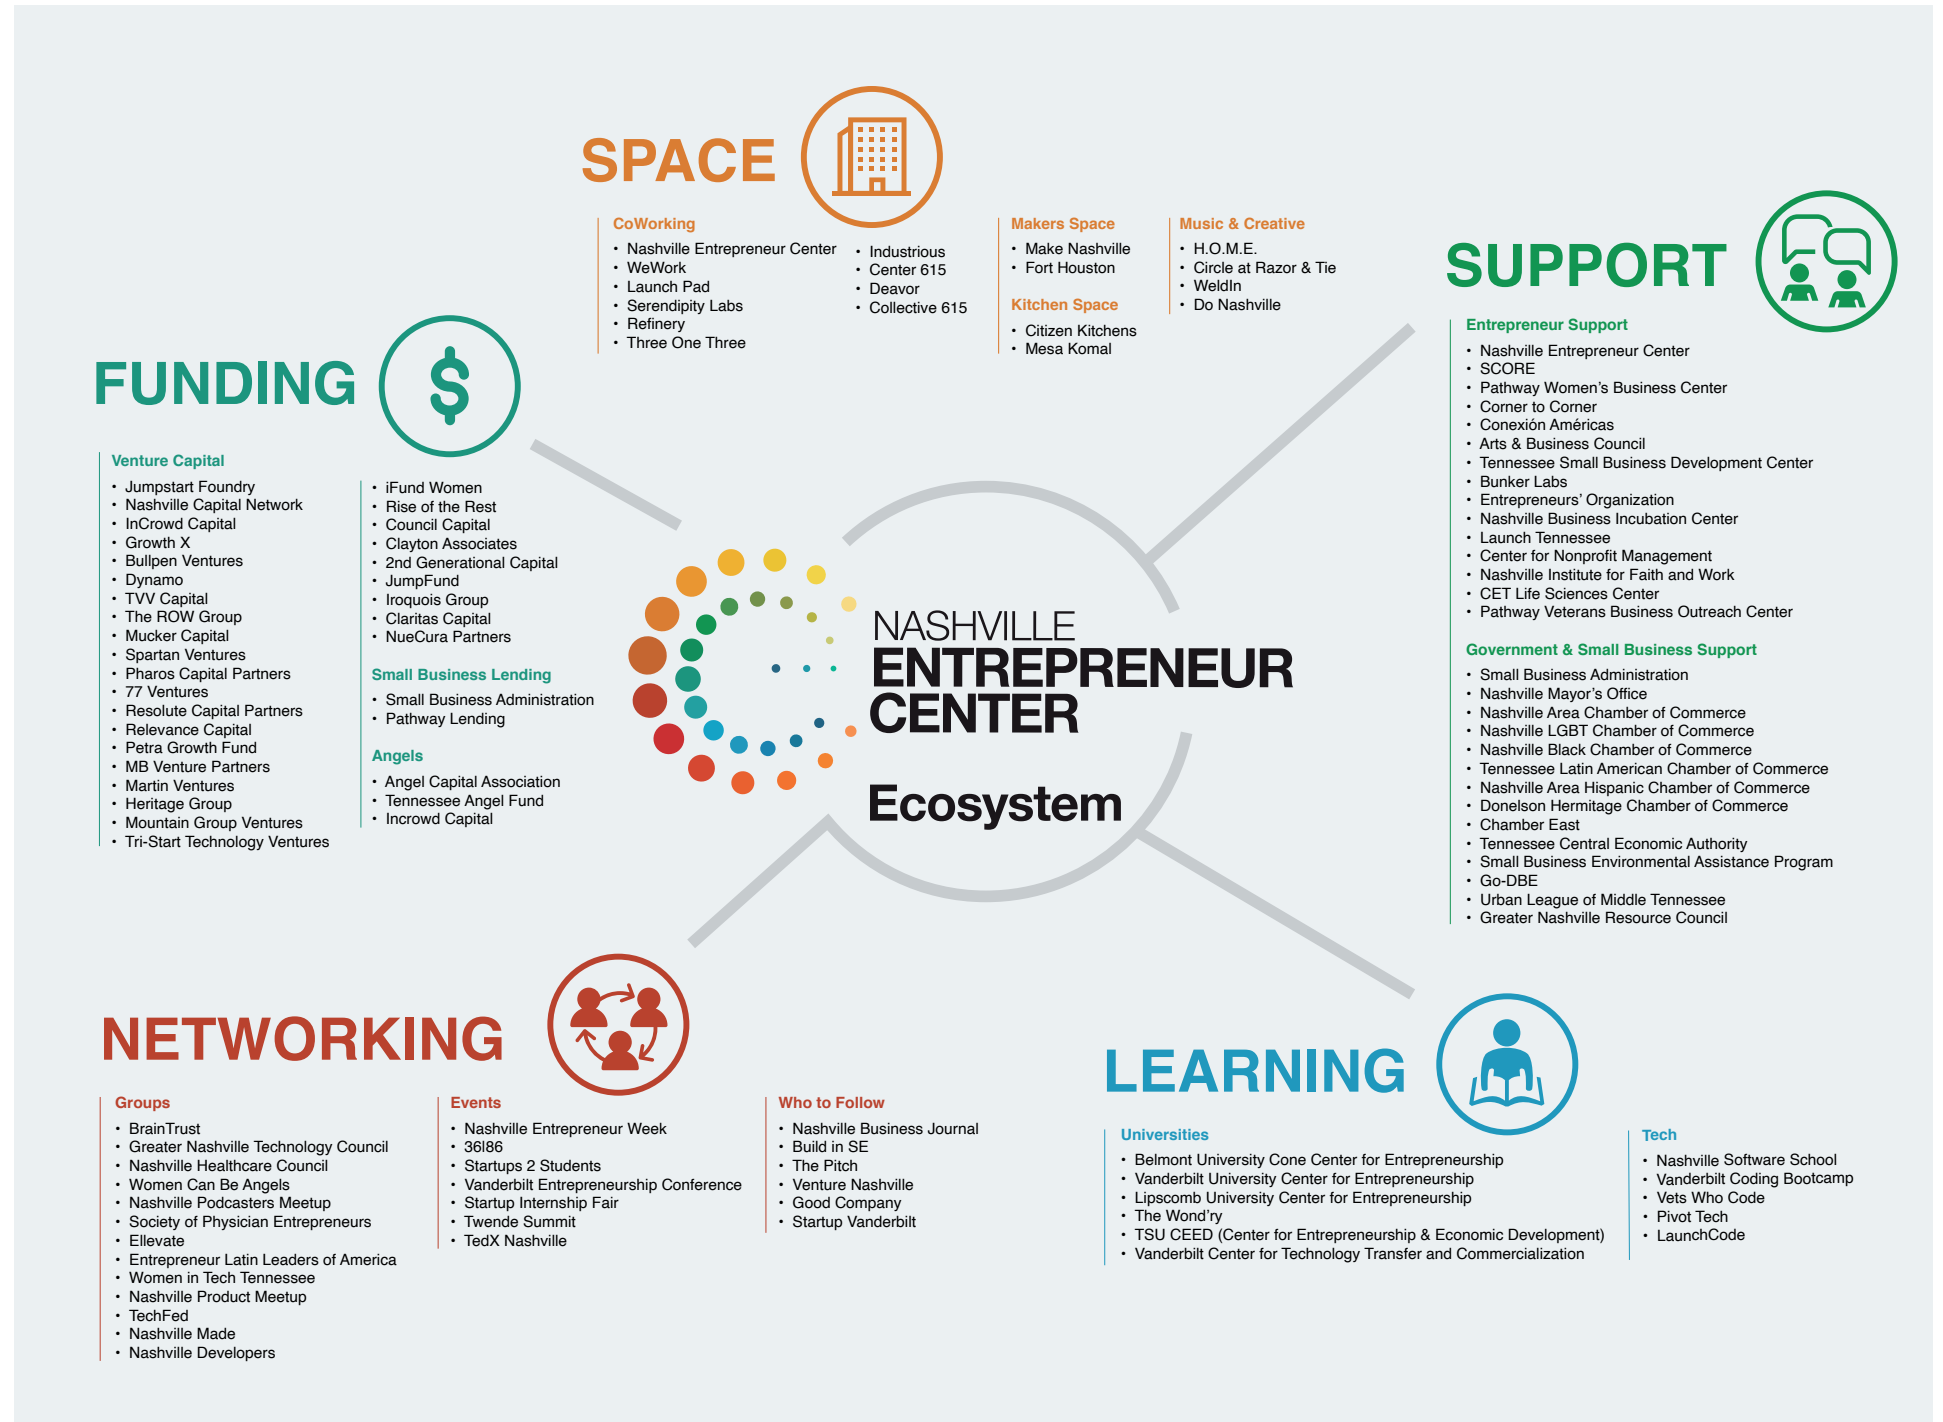 SPACE
CoWorking
• Nashville Entrepreneur Center
• WeWork
• Launch Pad
• Serendipity Labs
• Refinery
• Three One Three
• Industrious
• Center 615
• Deavor
• Collective 615
Makers Space
• Make Nashville
• Fort Houston
Kitchen Space
• Citizen Kitchens
• Mesa Komal
Music & Creative
• H.O.M.E.
• Circle at Razor & Tie
• WeldIn
• Do Nashville
SUPPORT
Entrepreneur Support
• Nashville Entrepreneur Center
• SCORE
• Pathway Women's Business Center
• Corner to Corner
• Conexión Américas
• Arts & Business Council
• Tennessee Small Business Development Center
• Bunker Labs
• Entrepreneurs' Organization
• Nashville Business Incubation Center
• Launch Tennessee
• Center for Nonprofit Management
• Nashville Institute for Faith and Work
• CET Life Sciences Center
• Pathway Veterans Business Outreach Center
Government & Small Business Support
• Small Business Administration
• Nashville Mayor's Office
• Nashville Area Chamber of Commerce
• Nashville LGBT Chamber of Commerce
• Nashville Black Chamber of Commerce
• Tennessee Latin American Chamber of Commerce
• Nashville Area Hispanic Chamber of Commerce
• Donelson Hermitage Chamber of Commerce
• Chamber East
• Tennessee Central Economic Authority
• Small Business Environmental Assistance Program
• Go-DBE
• Urban League of Middle Tennessee
• Greater Nashville Resource Council
FUNDING
$
Venture Capital
• Jumpstart Foundry
• Nashville Capital Network
• InCrowd Capital
• Growth X
• Bullpen Ventures
• Dynamo
• TVV Capital
• The ROW Group
• Mucker Capital
• Spartan Ventures
• Pharos Capital Partners
• 77 Ventures
• Resolute Capital Partners
• Relevance Capital
• Petra Growth Fund
• MB Venture Partners
• Martin Ventures
• Heritage Group
• Mountain Group Ventures
• Tri-Start Technology Ventures
• iFund Women
• Rise of the Rest
• Council Capital
• Clayton Associates
• 2nd Generational Capital
• JumpFund
• Iroquois Group
• Claritas Capital
• NueCura Partners
Small Business Lending
• Small Business Administration
• Pathway Lending
Angels
• Angel Capital Association
• Tennessee Angel Fund
• Incrowd Capital
NASHVILLE
ENTREPRENEUR
CENTER
Ecosystem
NETWORKING
Groups
• BrainTrust
• Greater Nashville Technology Council
• Nashville Healthcare Council
• Women Can Be Angels
• Nashville Podcasters Meetup
• Society of Physician Entrepreneurs
• Ellevate
• Entrepreneur Latin Leaders of America
• Women in Tech Tennessee
• Nashville Product Meetup
• TechFed
• Nashville Made
• Nashville Developers
Events
• Nashville Entrepreneur Week
• 36|86
• Startups 2 Students
• Vanderbilt Entrepreneurship Conference
• Startup Internship Fair
• Twende Summit
• TedX Nashville
Who to Follow
• Nashville Business Journal
• Build in SE
• The Pitch
• Venture Nashville
• Good Company
• Startup Vanderbilt
LEARNING
Universities
• Belmont University Cone Center for Entrepreneurship
• Vanderbilt University Center for Entrepreneurship
• Lipscomb University Center for Entrepreneurship
• The Wond'ry
• TSU CEED (Center for Entrepreneurship & Economic Development)
• Vanderbilt Center for Technology Transfer and Commercialization
Tech
• Nashville Software School
• Vanderbilt Coding Bootcamp
• Vets Who Code
• Pivot Tech
• LaunchCode